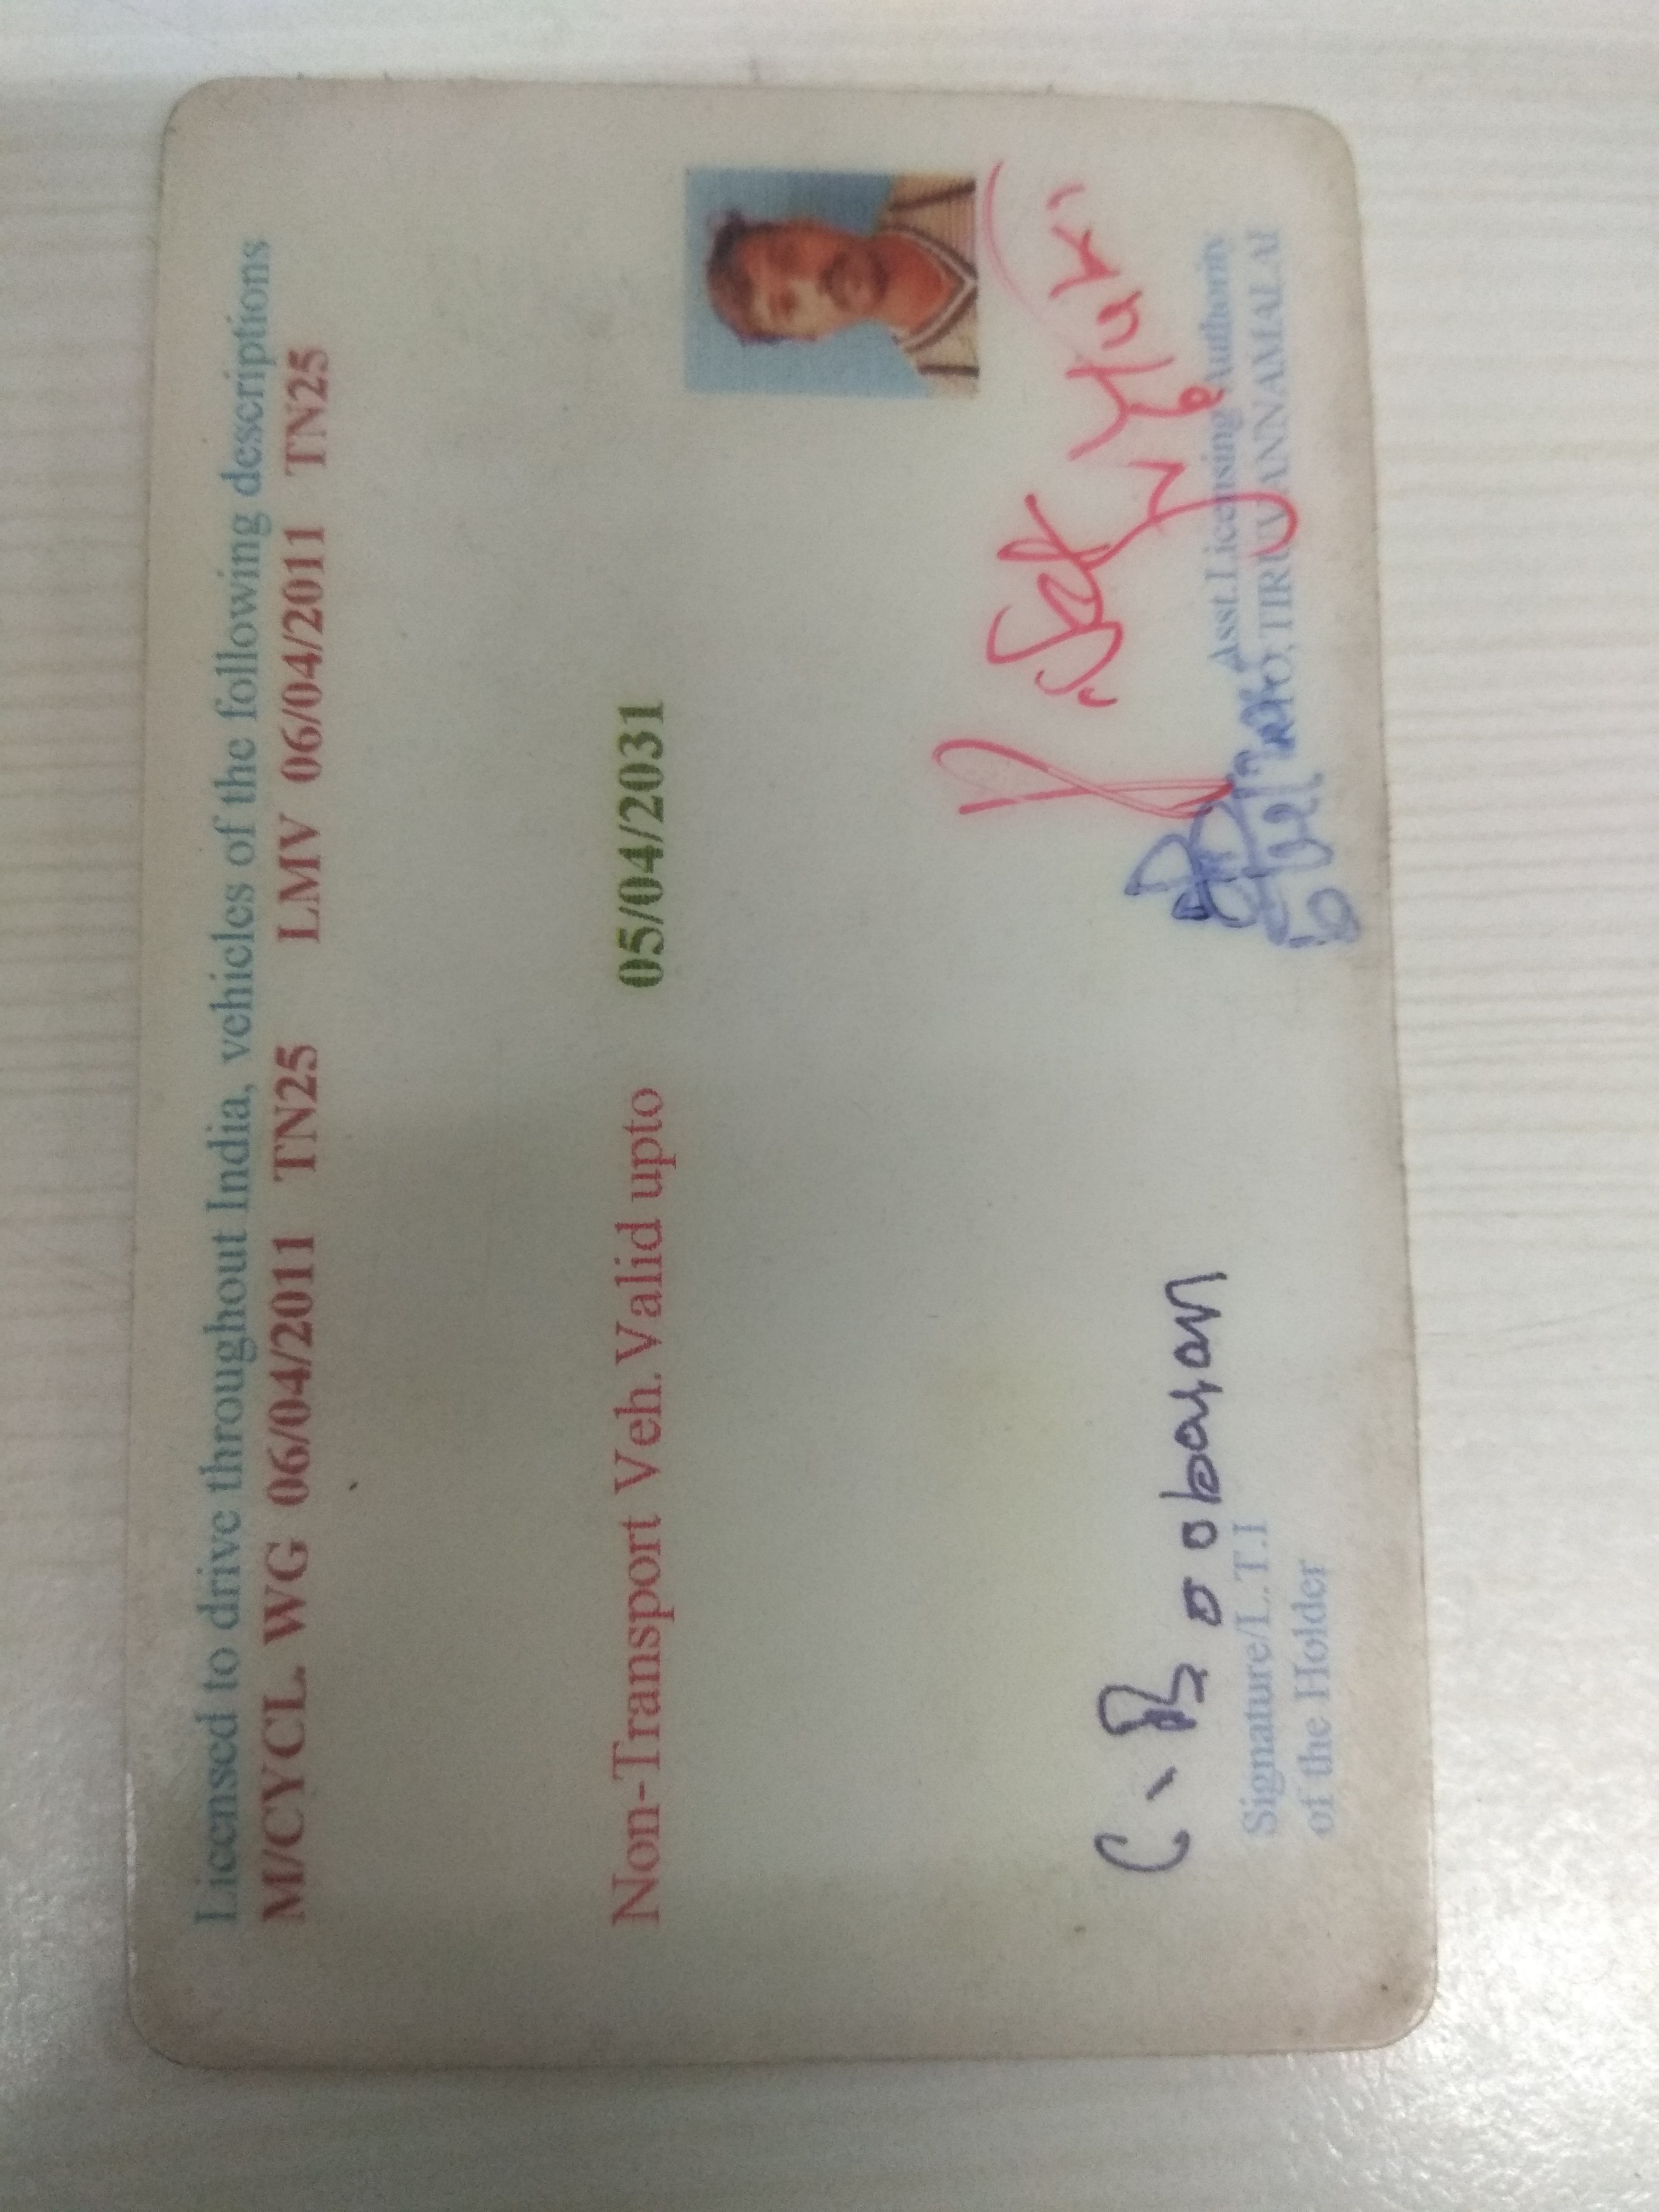 Licensed to drive throughout India, vehicles of the following descriptions
M/CYCL. WG 06/04/2011 TN25 LMV 06/04/2011 TN25
Non-Transport Veh. Valid upto 05/04/2031
Signature/L.T.I
of the Holder
Asst.Licensing Authority
TIRUVANNAMALAI